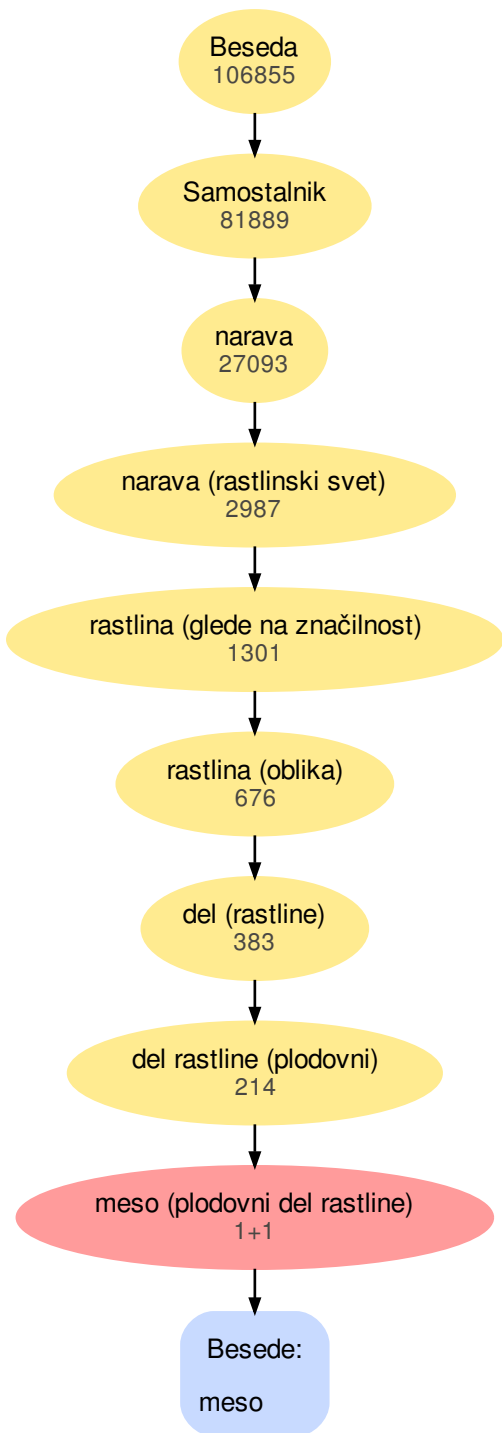 Beseda
106855
Samostalnik
81889
narava
27093
narava (rastlinski svet)
2987
rastlina (glede na značilnost)
1301
rastlina (oblika)
676
del (rastline)
383
del rastline (plodovni)
214
meso (plodovni del rastline)
1+1
Besede:
meso